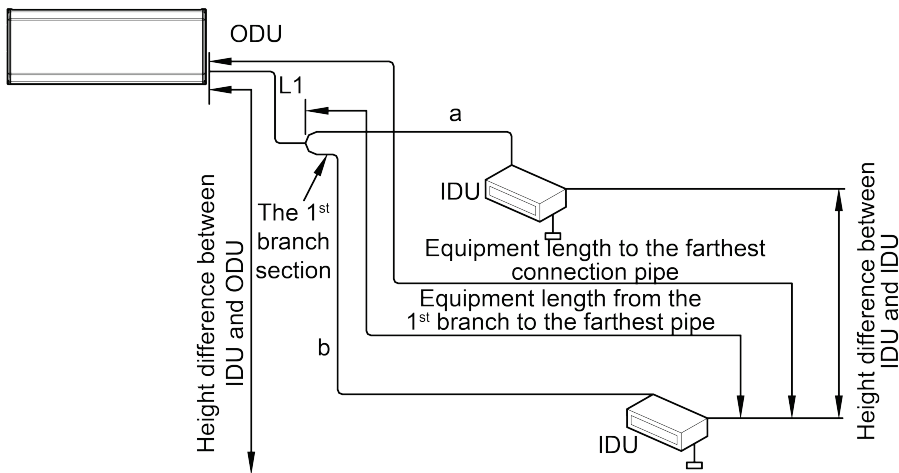 ODU
L1
a
IDU
The 1st
branch
section
Equipment length to the farthest
connection pipe
Equipment length from the
1st branch to the farthest pipe
b
IDU
Height difference between
IDU and ODU
Height difference between
IDU and IDU